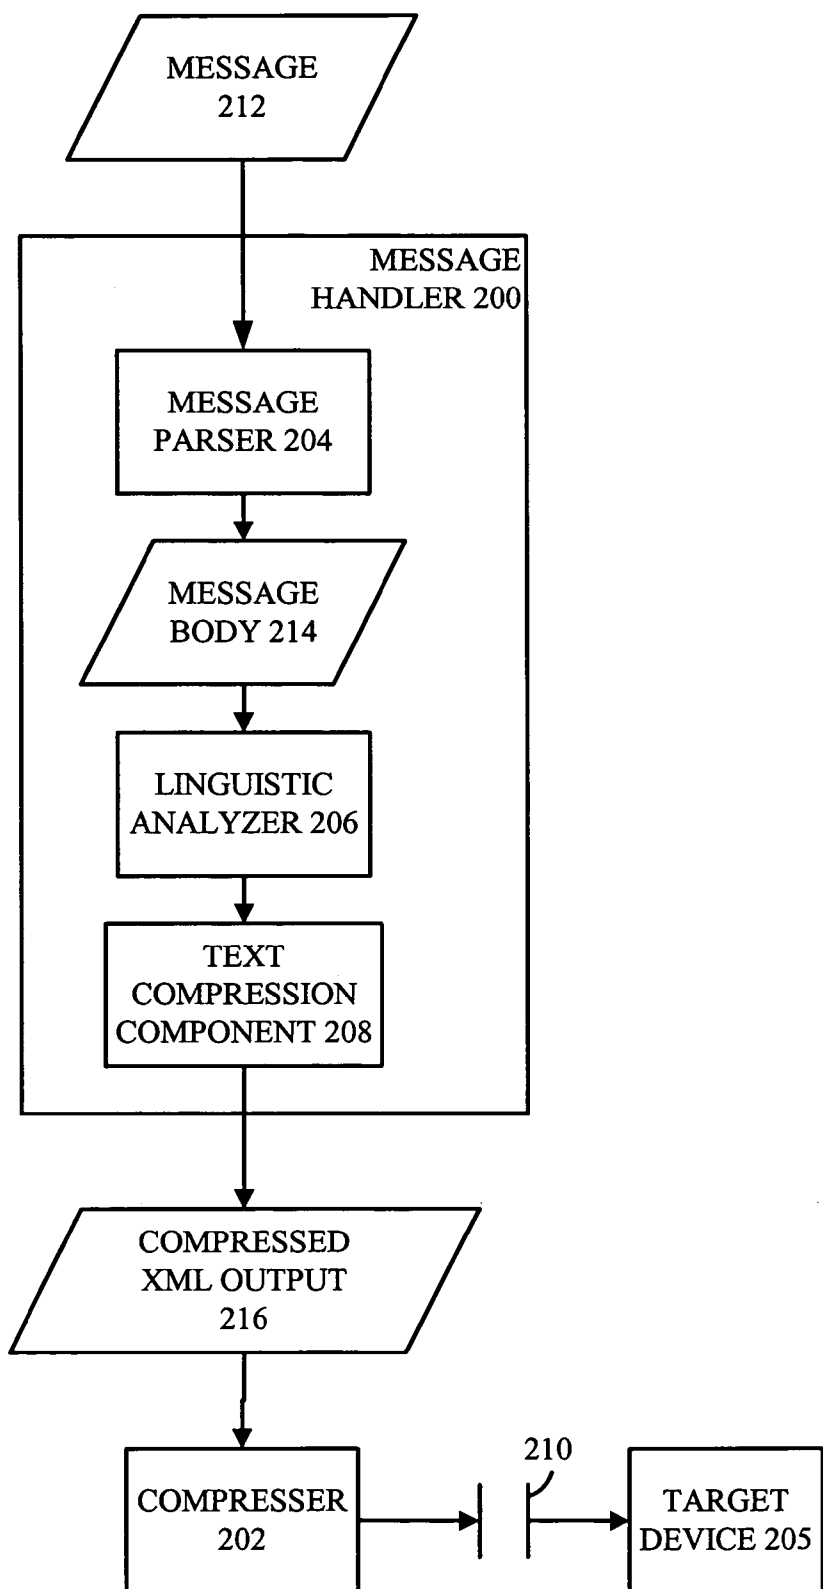 MESSAGE
212
MESSAGE
HANDLER 200
MESSAGE
PARSER 204
MESSAGE
BODY 214
LINGUISTIC
ANALYZER 206
TEXT
COMPRESSION
COMPONENT 208
COMPRESSED
XML OUTPUT
216
COMPRESSER
202
210
TARGET
DEVICE 205